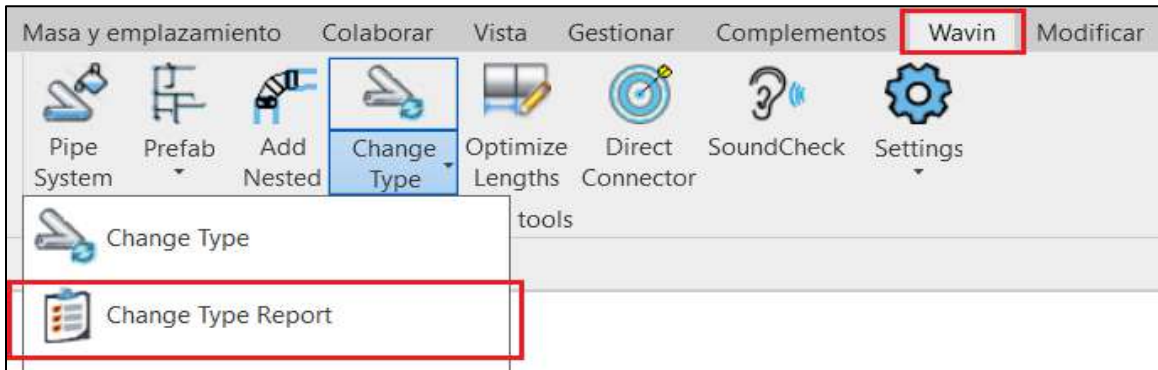 Masa y emplazamiento Colaborar Vista Gestionar Complementos Wavin Modificar
Pipe System
Prefab
Add Nested
Change Type
Optimize Lengths
Direct Connector
SoundCheck
Settings
tools
Change Type
Change Type Report